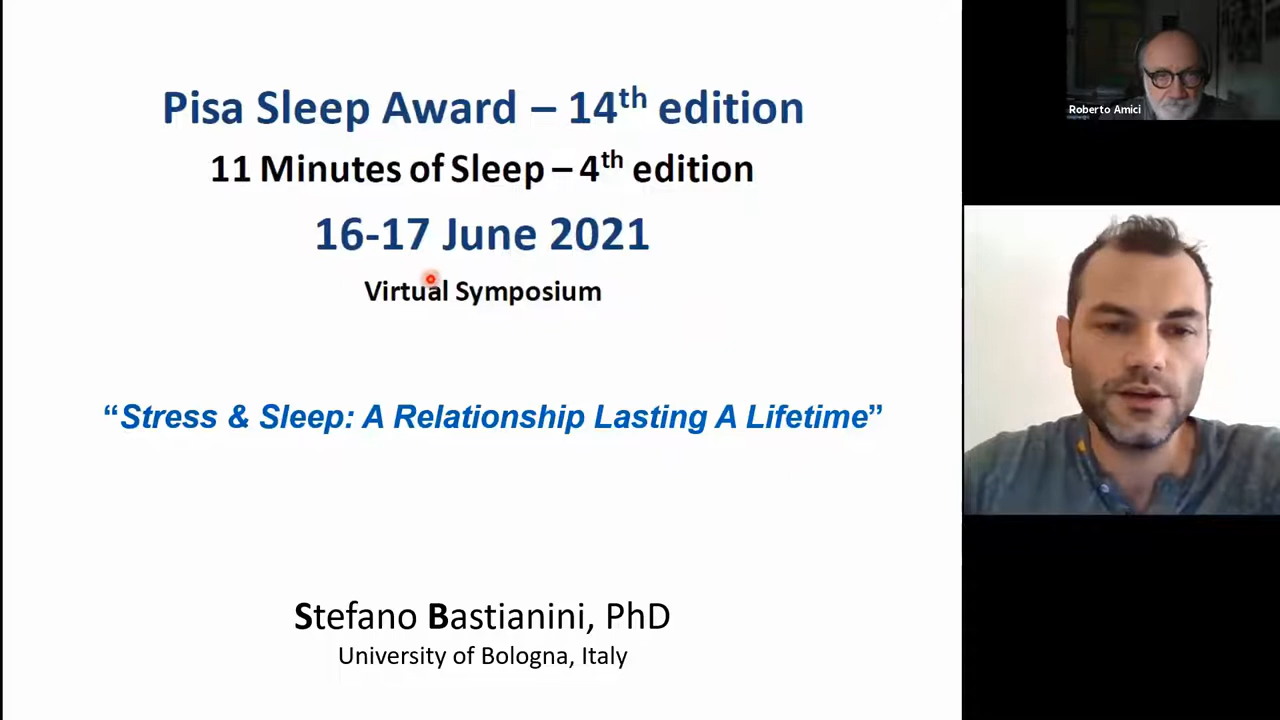 Pisa Sleep Award – 14th edition
11 Minutes of Sleep – 4th edition
16-17 June 2021
Virtual Symposium
“Stress & Sleep: A Relationship Lasting A Lifetime”
Stefano Bastianini, PhD
University of Bologna, Italy
Roberto Amici